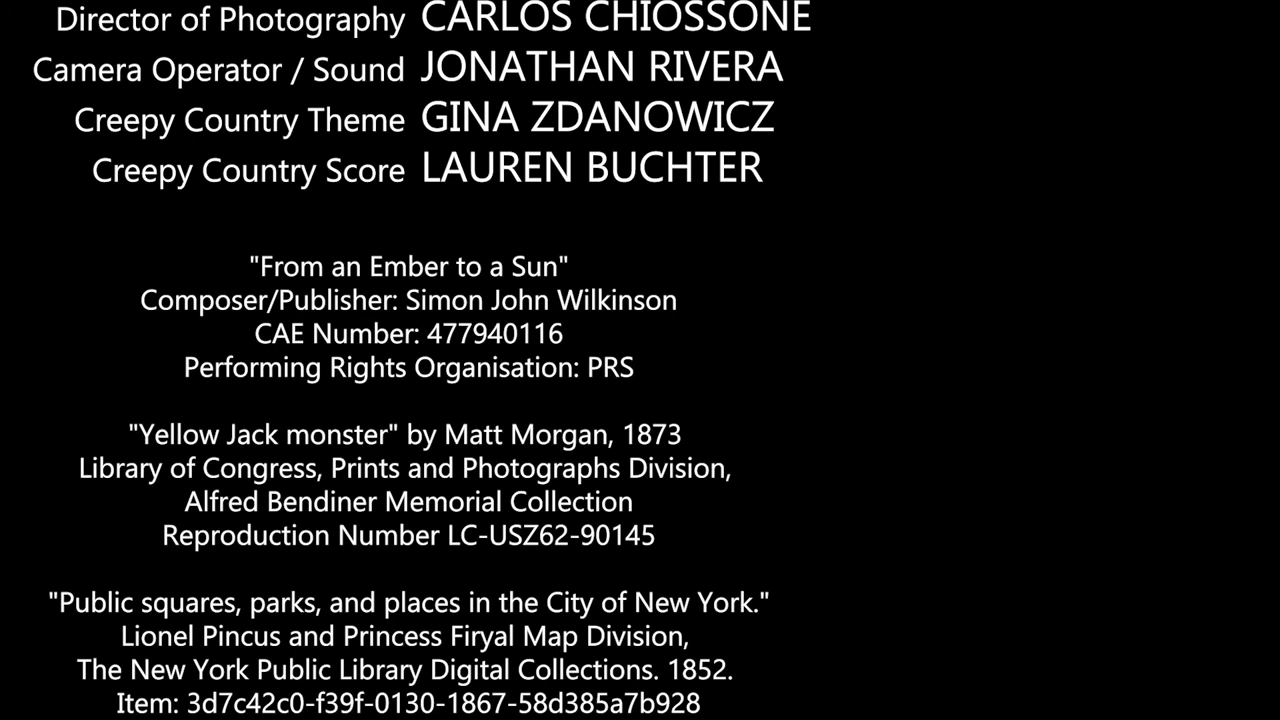 Director of Photography CARLOS CHIOSSONE
Camera Operator / Sound JONATHAN RIVERA
Creepy Country Theme GINA ZDANOWICZ
Creepy Country Score LAUREN BUCHTER
"From an Ember to a Sun"
Composer/Publisher: Simon John Wilkinson
CAE Number: 477940116
Performing Rights Organisation: PRS
"Yellow Jack monster" by Matt Morgan, 1873
Library of Congress, Prints and Photographs Division,
Alfred Bendiner Memorial Collection
Reproduction Number LC-USZ62-90145
"Public squares, parks, and places in the City of New York."
Lionel Pincus and Princess Firyal Map Division,
The New York Public Library Digital Collections. 1852.
Item: 3d7c42c0-f39f-0130-1867-58d385a7b928